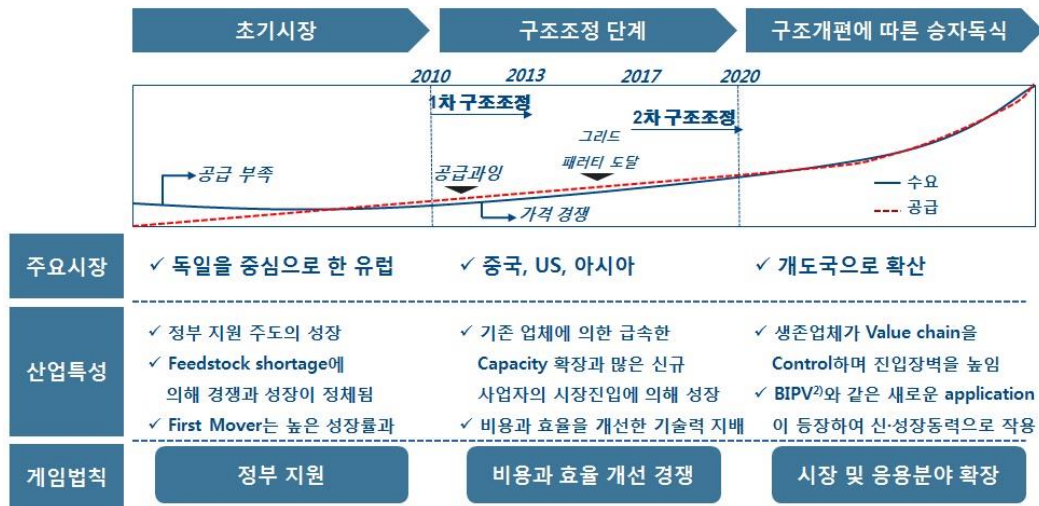 초기시장
구조조정 단계
구조개편에 따른 승자독식
2010
2013
2017
2020
1차 구조조정
2차 구조조정
그리드
패러티 도달
공급 부족
공급과잉
가격 경쟁
수요
공급
주요시장
✓ 독일을 중심으로 한 유럽
✓ 중국, US, 아시아
✓ 개도국으로 확산
산업특성
✓ 정부 지원 주도의 성장
✓ Feedstock shortage에
의해 경쟁과 성장이 정체됨
✓ First Mover는 높은 성장률과
✓ 기존 업체에 의한 급속한
Capacity 확장과 많은 신규
사업자의 시장진입에 의해 성장
✓ 비용과 효율을 개선한 기술력 지배
✓ 생존업체가 Value chain을
Control하며 진입장벽을 높임
✓ BIPV2)와 같은 새로운 application
이 등장하여 신·성장동력으로 작용
게임법칙
정부 지원
비용과 효율 개선 경쟁
시장 및 응용분야 확장